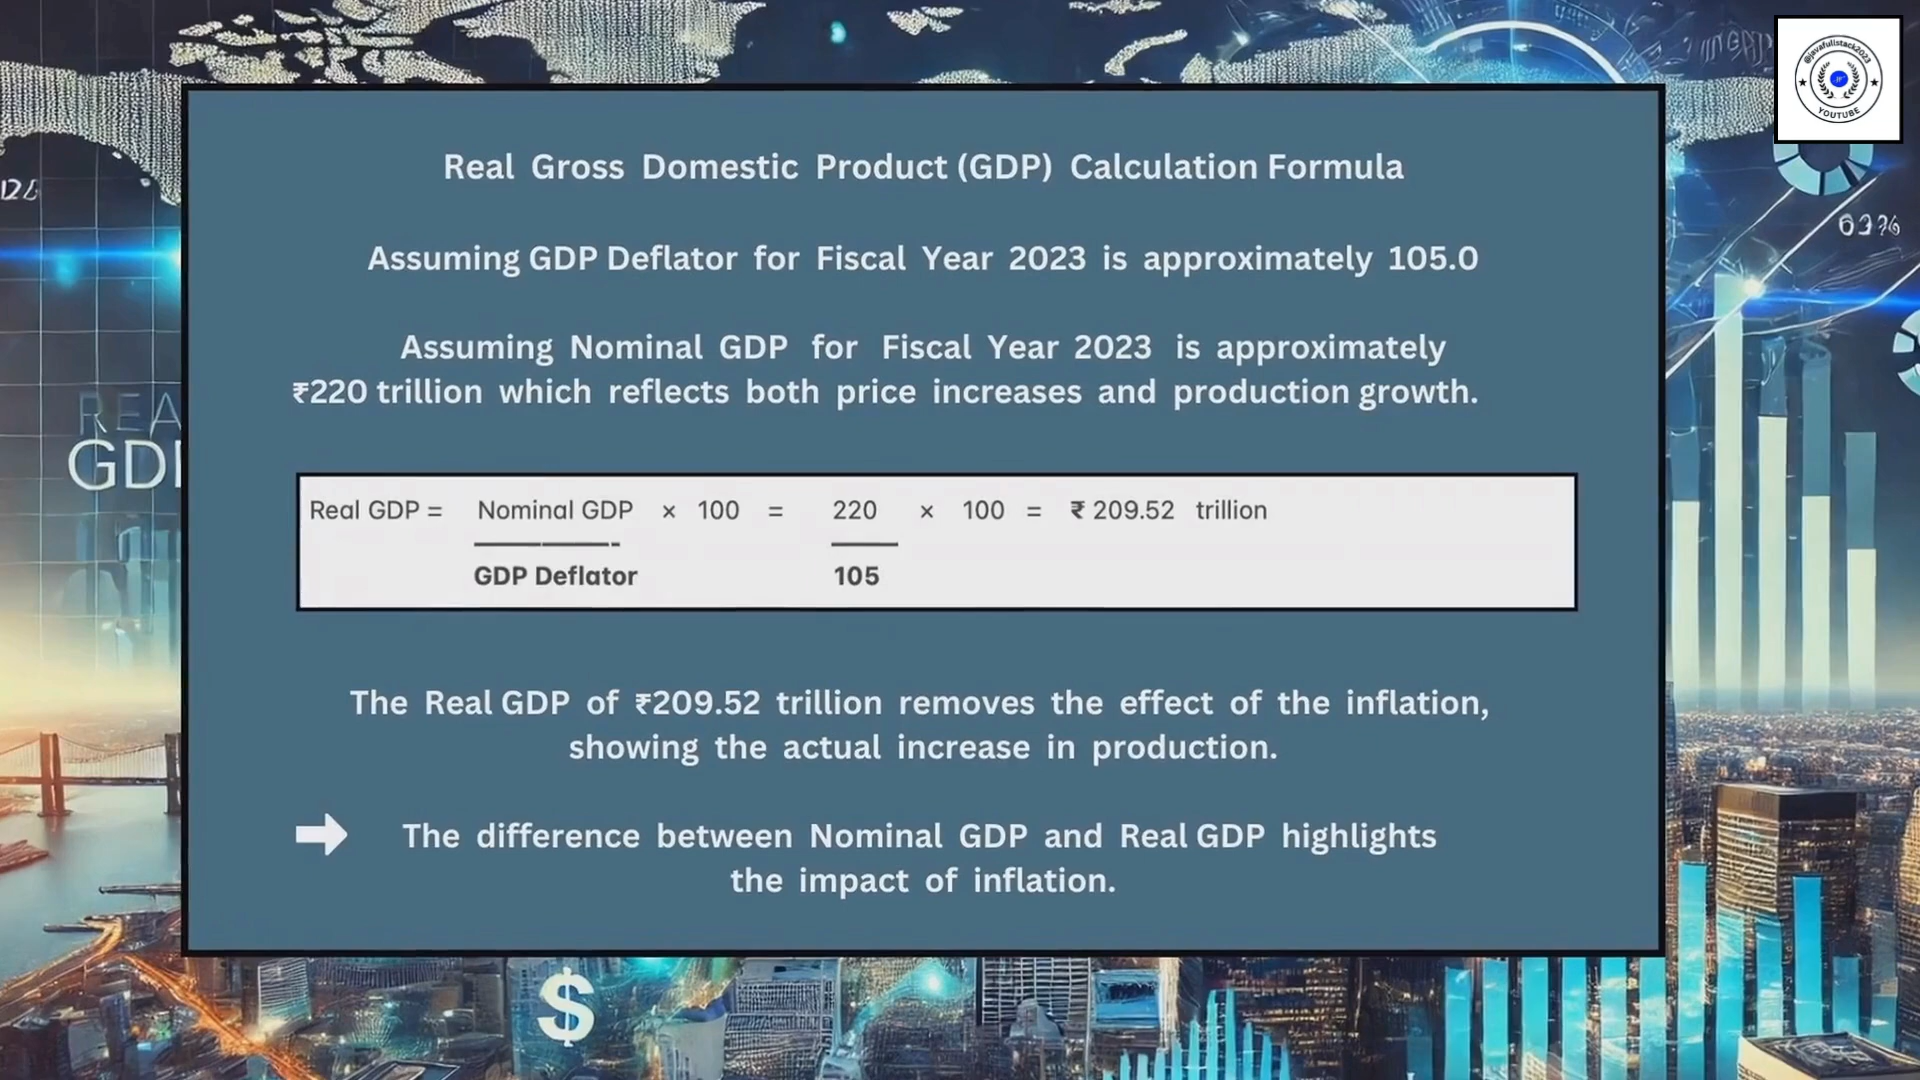 @javafullstack2023
YOUTUBE
63%
REA
GD
Real Gross Domestic Product (GDP) Calculation Formula
Assuming GDP Deflator for Fiscal Year 2023 is approximately 105.0
Assuming Nominal GDP for Fiscal Year 2023 is approximately
₹220 trillion which reflects both price increases and production growth.
Real GDP = Nominal GDP × 100 = 220 × 100 = ₹ 209.52 trillion
GDP Deflator 105
The Real GDP of ₹209.52 trillion removes the effect of the inflation,
showing the actual increase in production.
The difference between Nominal GDP and Real GDP highlights
the impact of inflation.
$